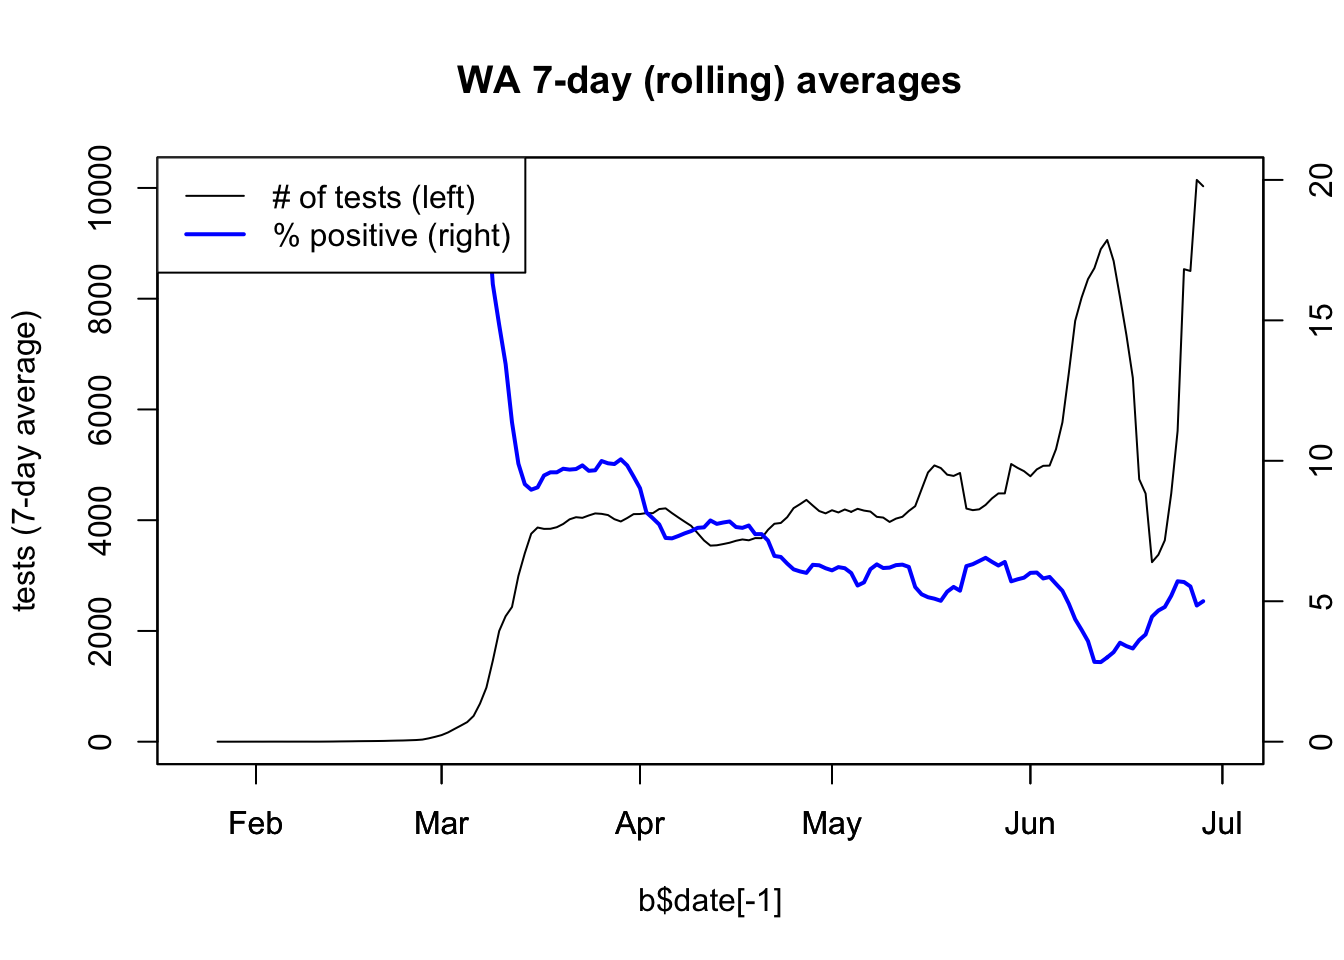 WA 7-day (rolling) averages
# of tests (left)
% positive (right)
tests (7-day average)
0
2000
4000
6000
8000
10000
0
5
10
15
20
Feb
Mar
Apr
May
Jun
Jul
b$date[-1]